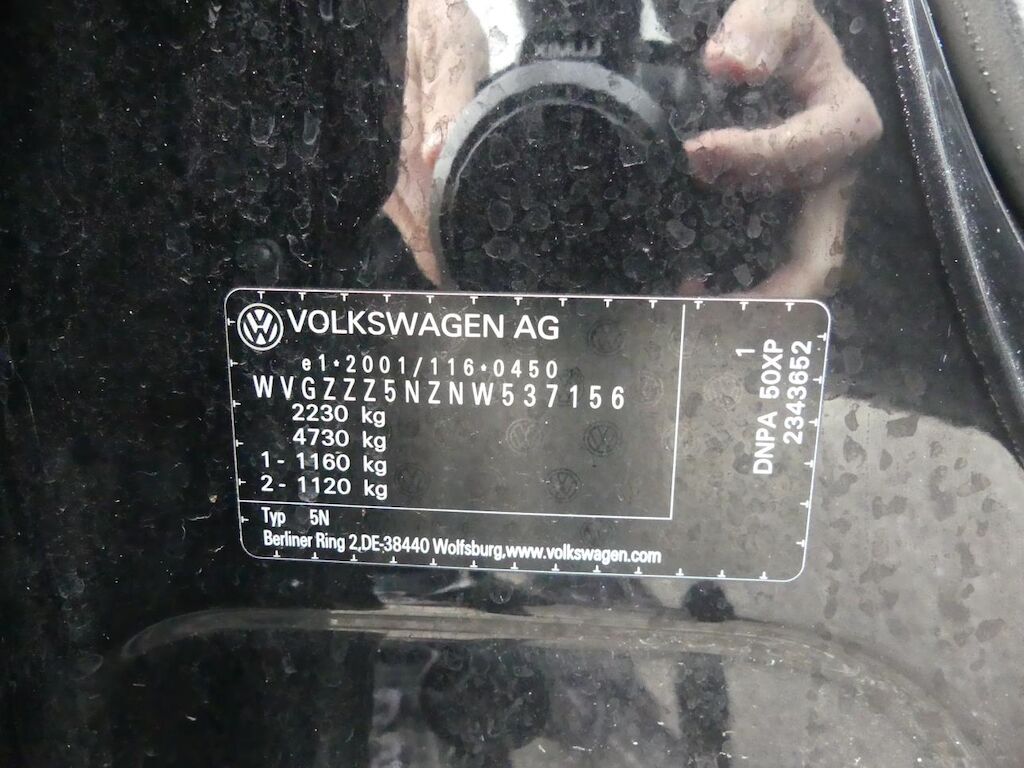 VOLKSWAGEN AG
e1*2001/116*0450
WVGZZZ5NZNW537156
2230 kg
4730 kg
1- 1160 kg
2- 1120 kg
Typ 5N
Berliner Ring 2,DE-38440 Wolfsburg,www.volkswagen.com
1
DNPA 50XP
2343652